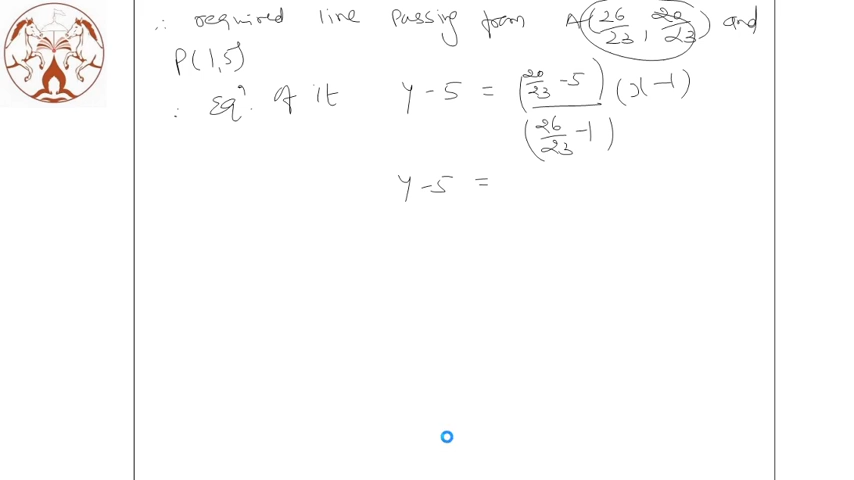 ∴ required line passing from A(26/23, 20/23) and
P(1,5)
∴ Eqⁿ. of it y - 5 = (20/23 - 5)/(26/23 - 1) (x - 1)
y - 5 =